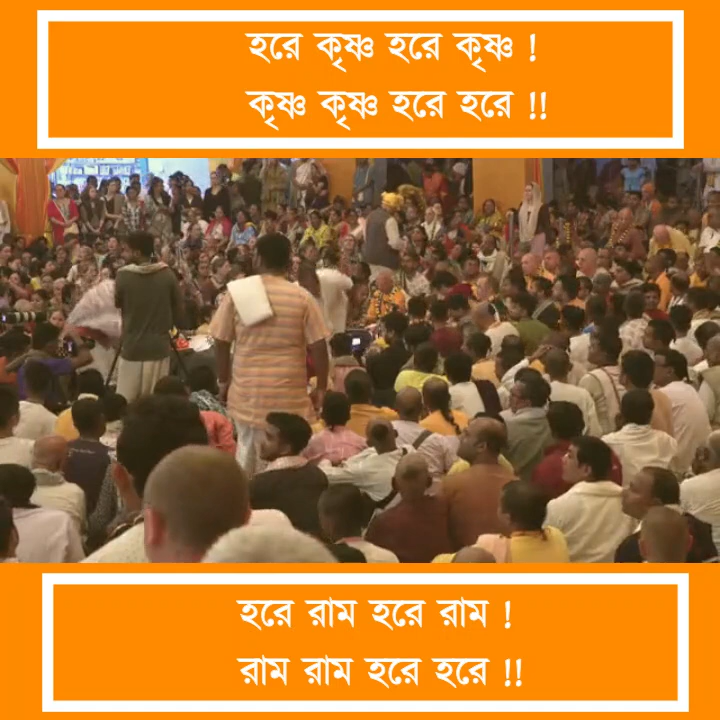 হরে কৃষ্ণ হরে কৃষ্ণ !
কৃষ্ণ কৃষ্ণ হরে হরে !!
হরে রাম হরে রাম !
রাম রাম হরে হরে !!